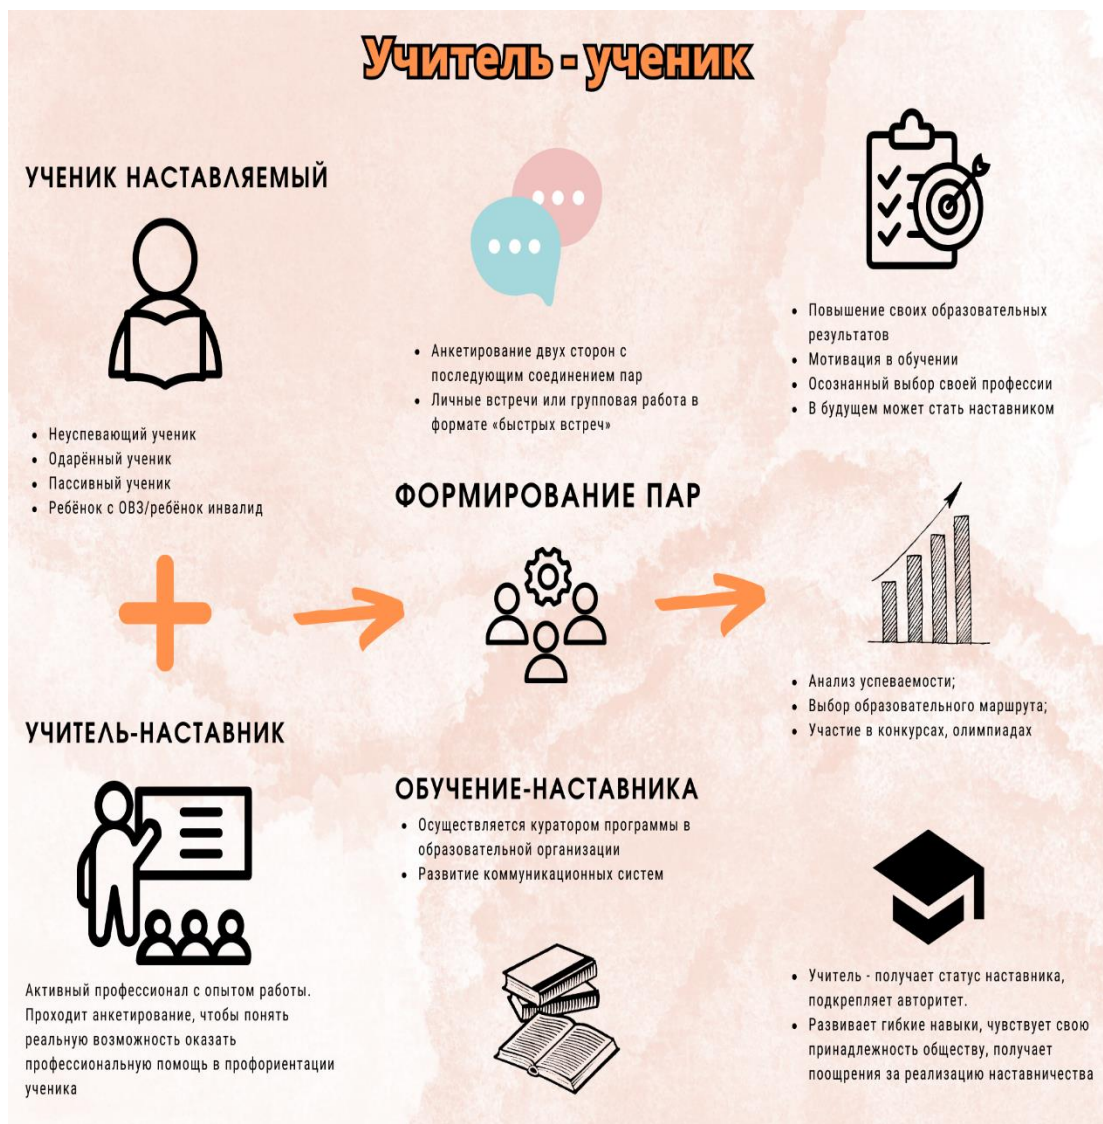 Учитель - ученик
УЧЕНИК НАСТАВЛЯЕМЫЙ
• Неуспевающий ученик
• Одарённый ученик
• Пассивный ученик
• Ребёнок с ОВЗ/ребёнок инвалид
УЧИТЕЛЬ-НАСТАВНИК
Активный профессионал с опытом работы.
Проходит анкетирование, чтобы понять
реальную возможность оказать
профессиональную помощь в профориентации
ученика
• Анкетирование двух сторон с
последующим соединением пар
• Личные встречи или групповая работа в
формате «быстрых встреч»
ФОРМИРОВАНИЕ ПАР
ОБУЧЕНИЕ-НАСТАВНИКА
• Осуществляется куратором программы в
образовательной организации
• Развитие коммуникационных систем
• Повышение своих образовательных
результатов
• Мотивация в обучении
• Осознанный выбор своей профессии
• В будущем может стать наставником
• Анализ успеваемости;
• Выбор образовательного маршрута;
• Участие в конкурсах, олимпиадах
• Учитель - получает статус наставника,
подкрепляет авторитет.
• Развивает гибкие навыки, чувствует свою
принадлежность обществу, получает
поощрения за реализацию наставничества